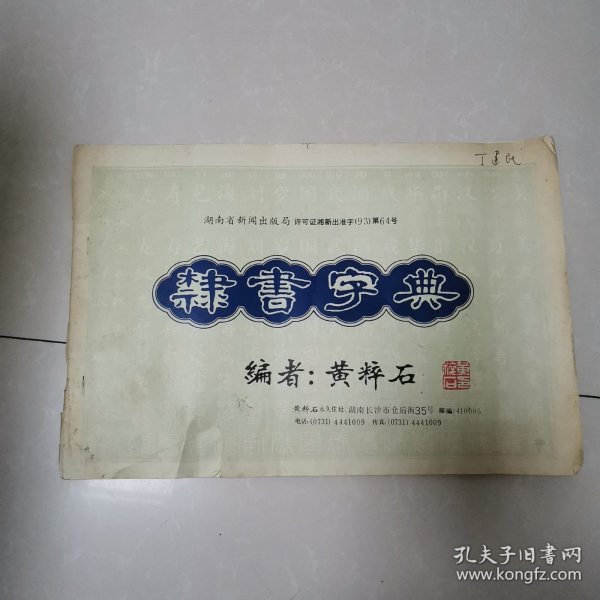 丁建民
湖南省新闻出版局 许可证湘新出准字(93)第64号
隸書字典
编者:黄粹石
黄粹石永久住址:湖南长沙市仓后街35号 邮编:410005
电话:(0731) 4441009 传真:(0731) 4441009
孔夫子旧书网
www.kongfz.com